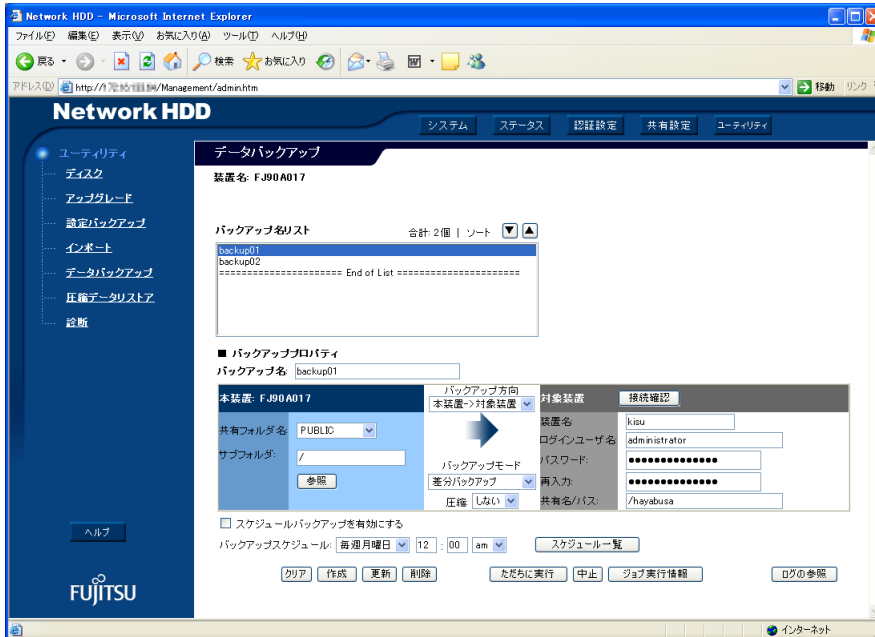 Network HDD - Microsoft Internet Explorer
ファイル(F) 編集(E) 表示(V) お気に入り(A) ツール(T) ヘルプ(H)
戻る 検索 お気に入り
アドレス(D) /Management/admin.htm 移動 リンク
Network HDD
システム ステータス 認証設定 共有設定 ユーティリティ
ユーティリティ
ディスク
アップグレード
設定バックアップ
インポート
データバックアップ
圧縮データリストア
診断
ヘルプ
FUJITSU
データバックアップ
装置名: FJ90A017
バックアップ名リスト 合計: 2個 | ソート ▼ ▲
backup01
backup02
====================== End of List ======================
■ バックアッププロパティ
バックアップ名: backup01
本装置: FJ90A017
共有フォルダ名: PUBLIC
サブフォルダ: /
参照
バックアップ方向
本装置->対象装置
バックアップモード
差分バックアップ
圧縮: しない
対象装置 接続確認
装置名: kisu
ログインユーザ名: administrator
パスワード: ●●●●●●●●●●●●●●
再入力: ●●●●●●●●●●●●●●
共有名/パス: /hayabusa
スケジュールバックアップを有効にする
バックアップスケジュール: 毎週月曜日 12 : 00 am スケジュール一覧
クリア 作成 更新 削除 ただちに実行 中止 ジョブ実行情報 ログの参照
インターネット